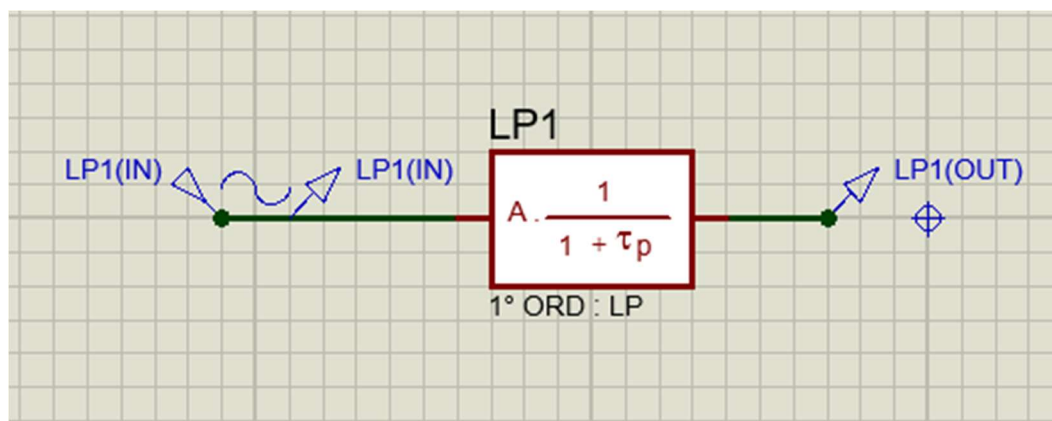 LP1
LP1(IN)
LP1(IN)
LP1(OUT)
A . 1
1 + τp
1° ORD : LP